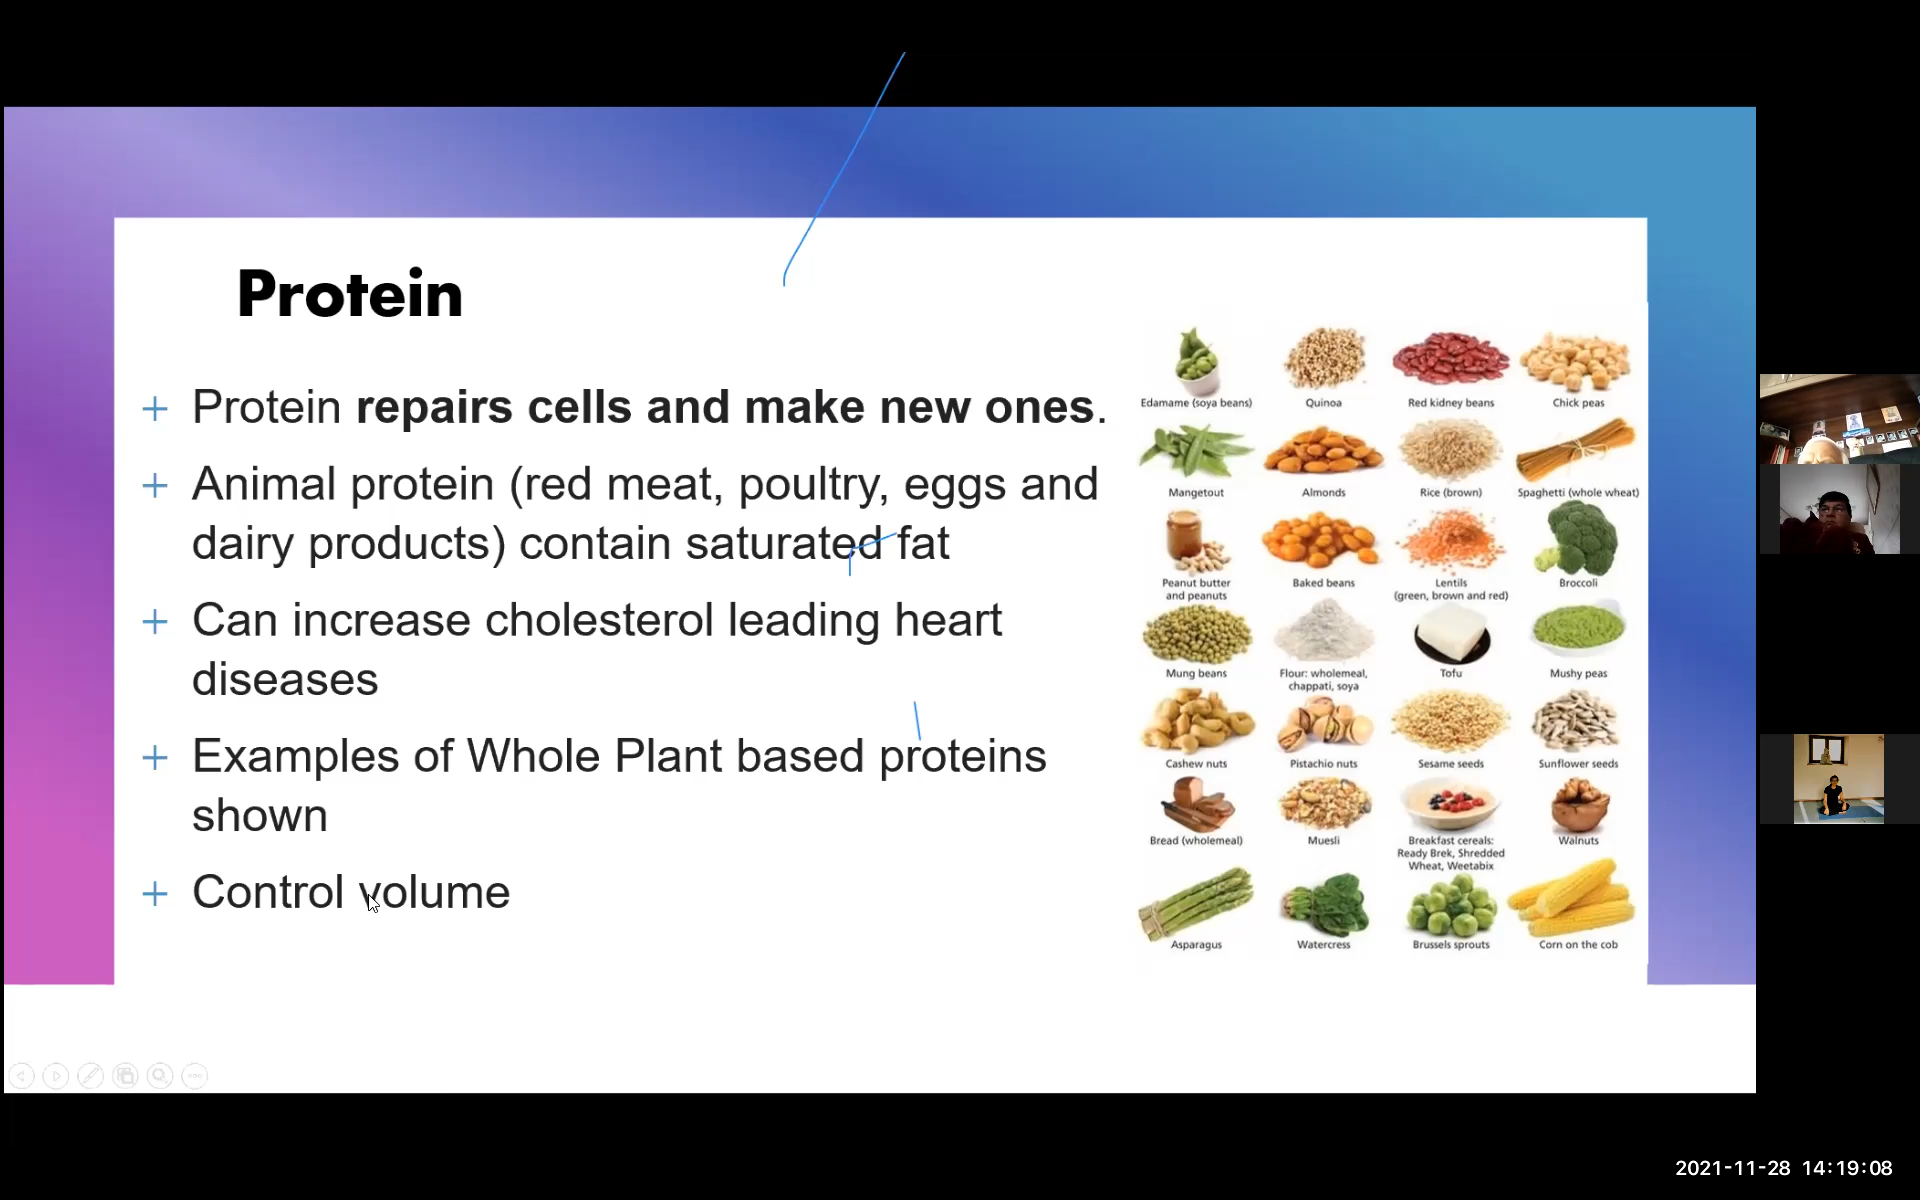 Protein
+ Protein repairs cells and make new ones.
+ Animal protein (red meat, poultry, eggs and
dairy products) contain saturated fat
+ Can increase cholesterol leading heart
diseases
+ Examples of Whole Plant based proteins
shown
+ Control volume
Edamame (soya beans)
Quinoa
Red kidney beans
Chick peas
Mangetout
Almonds
Rice (brown)
Spaghetti (whole wheat)
Peanut butter
and peanuts
Baked beans
Lentils
(green, brown and red)
Broccoli
Mung beans
Flour: wholemeal,
chappati, soya
Tofu
Mushy peas
Cashew nuts
Pistachio nuts
Sesame seeds
Sunflower seeds
Bread (wholemeal)
Muesli
Breakfast cereals:
Ready Brek, Shredded
Wheat, Weetabix
Walnuts
Asparagus
Watercress
Brussels sprouts
Corn on the cob
2021-11-28 14:19:08